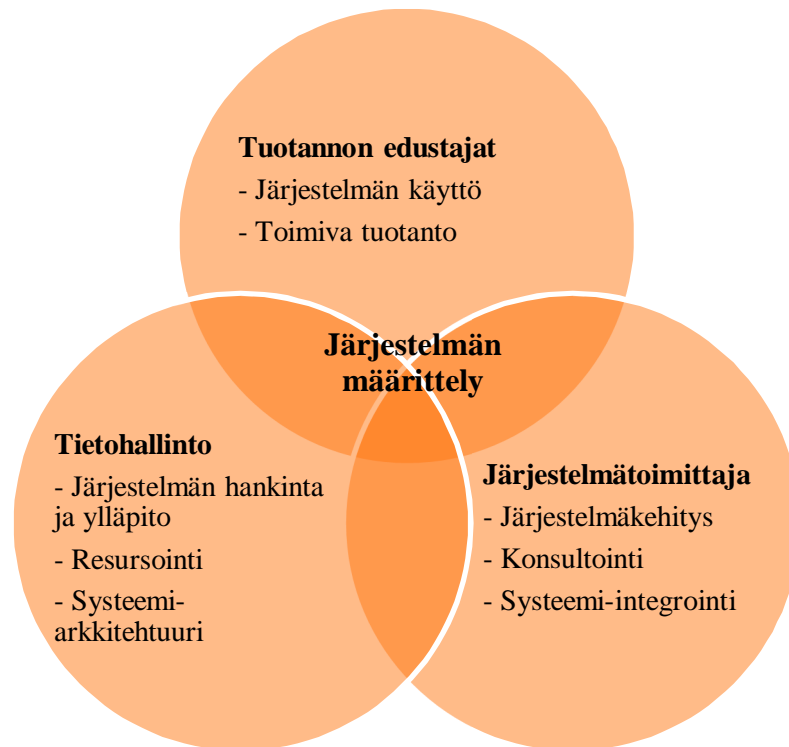 Tuotannon edustajat
- Järjestelmän käyttö
- Toimiva tuotanto
Järjestelmän
määrittely
Tietohallinto
- Järjestelmän hankinta
ja ylläpito
- Resursointi
- Systeemi-
arkkitehtuuri
Järjestelmätoimittaja
- Järjestelmäkehitys
- Konsultointi
- Systeemi-integrointi